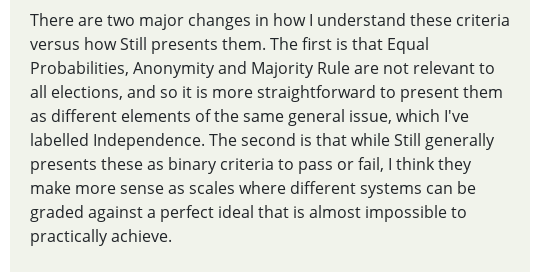 There are two major changes in how I understand these criteria
versus how Still presents them. The first is that Equal
Probabilities, Anonymity and Majority Rule are not relevant to
all elections, and so it is more straightforward to present them
as different elements of the same general issue, which I've
labelled Independence. The second is that while Still generally
presents these as binary criteria to pass or fail, I think they
make more sense as scales where different systems can be
graded against a perfect ideal that is almost impossible to
practically achieve.